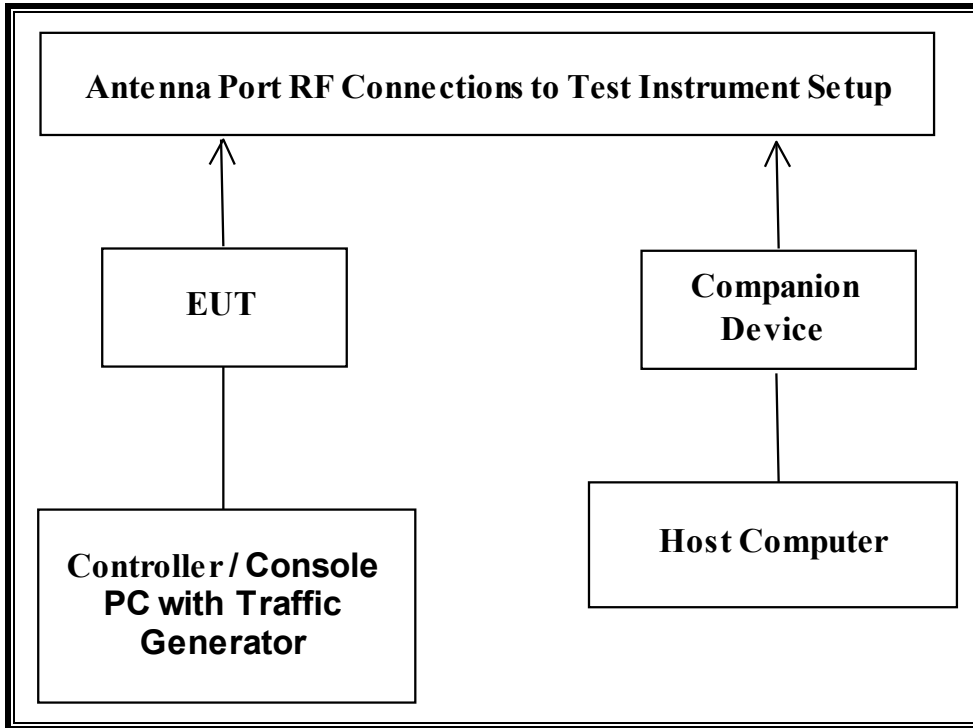 Antenna Port RF Connections to Test Instrument Setup
EUT
Companion
Device
Controller / Console
PC with Traffic
Generator
Host Computer